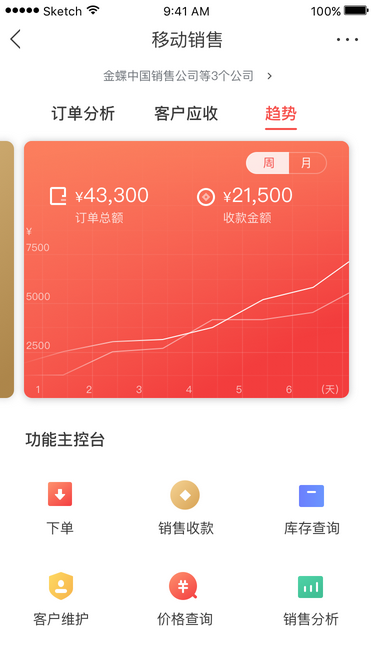 Sketch 9:41 AM 100%
移动销售
金蝶中国销售公司等3个公司
订单分析 客户应收 趋势
周 月
¥43,300 ¥21,500
订单总额 收款金额
¥
7500
5000
2500
1 2 3 4 5 6 (天)
功能主控台
下单 销售收款 库存查询
客户维护 价格查询 销售分析